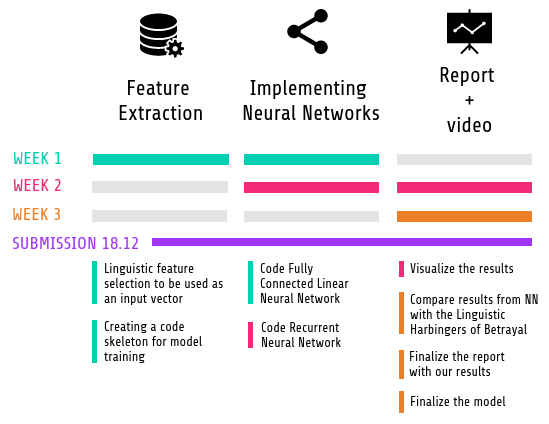 Feature
Extraction
Implementing
Neural Networks
Report
+
video
WEEK 1
WEEK 2
WEEK 3
SUBMISSION 18.12
Linguistic feature
selection to be used as
an input vector
Creating a code
skeleton for model
training
Code Fully
Connected Linear
Neural Network
Code Recurrent
Neural Network
Visualize the results
Compare results from NN
with the Linguistic
Harbingers of Betrayal
Finalize the report
with our results
Finalize the model